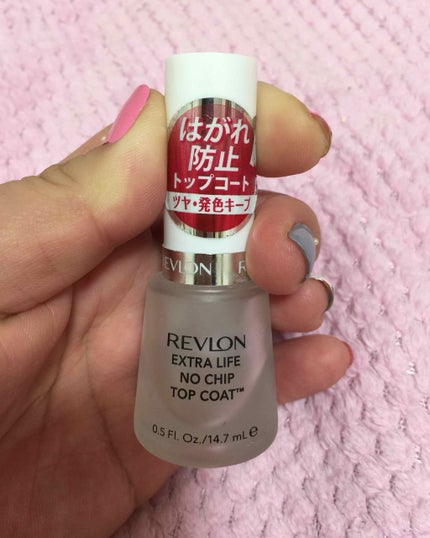 はがれ
防止
トップコート
ツヤ・発色キープ
EVLON R
REVLON
EXTRA LIFE
NO CHIP
TOP COAT™
0.5 Fl. Oz./14.7 mL℮